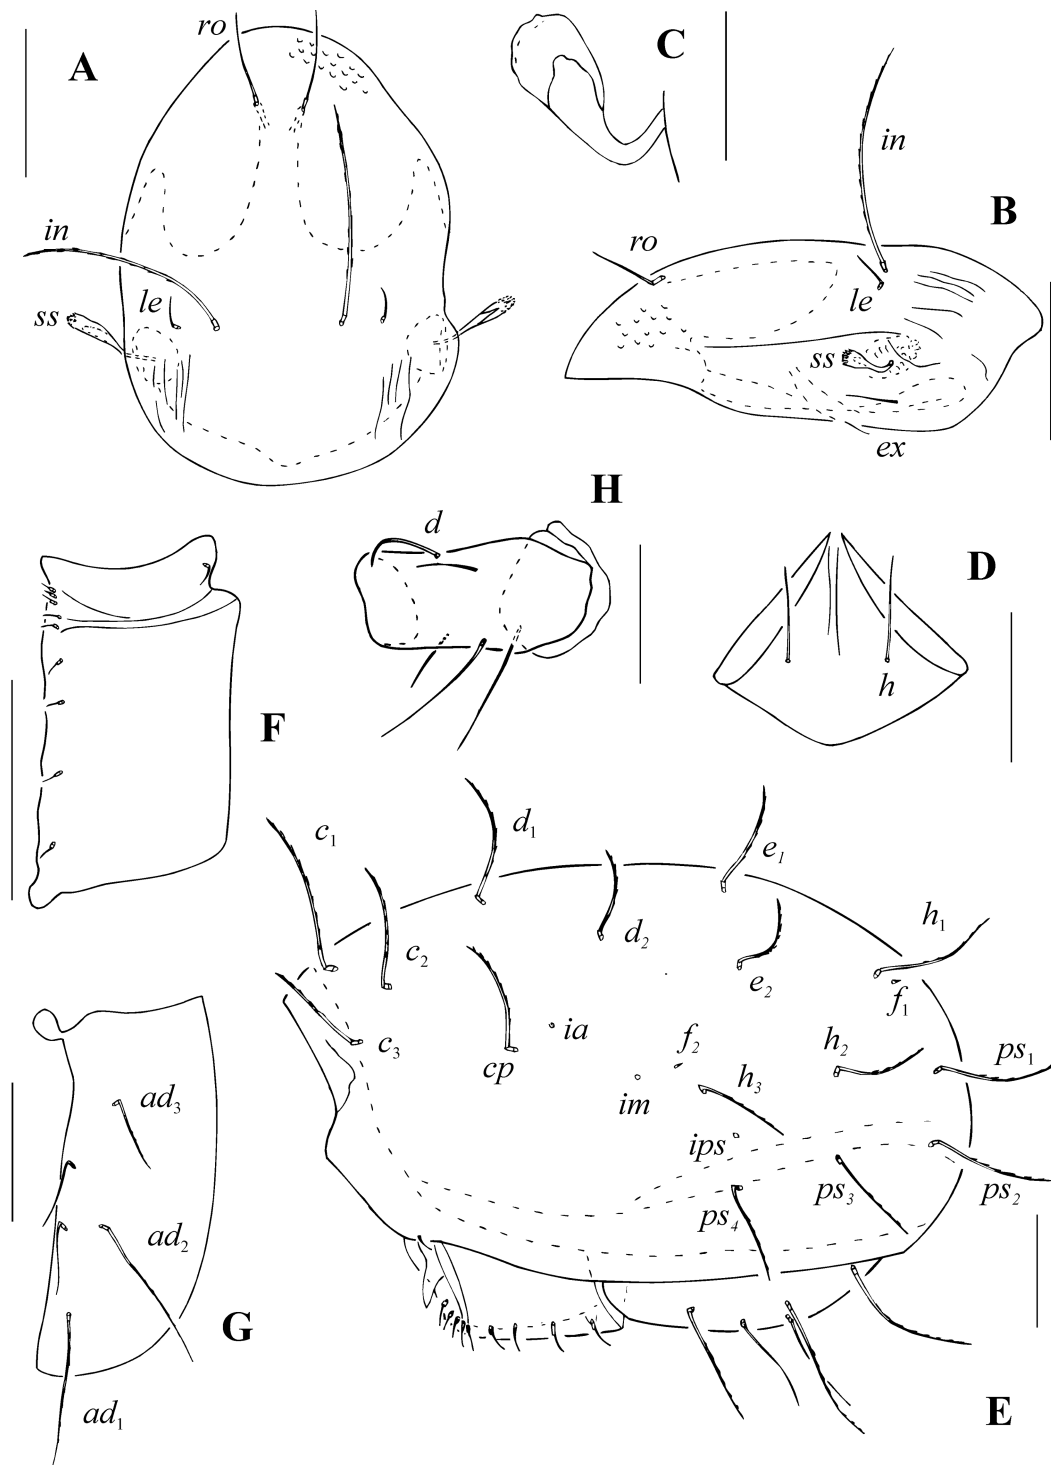 A
ro
in
le
ss
C
B
in
ro
le
ss
ex
H
d
D
h
F
E
c1
c2
c3
cp
d1
d2
e1
e2
h1
f1
ia
im
f2
h2
h3
ips
ps1
ps2
ps3
ps4
G
ad3
ad2
ad1